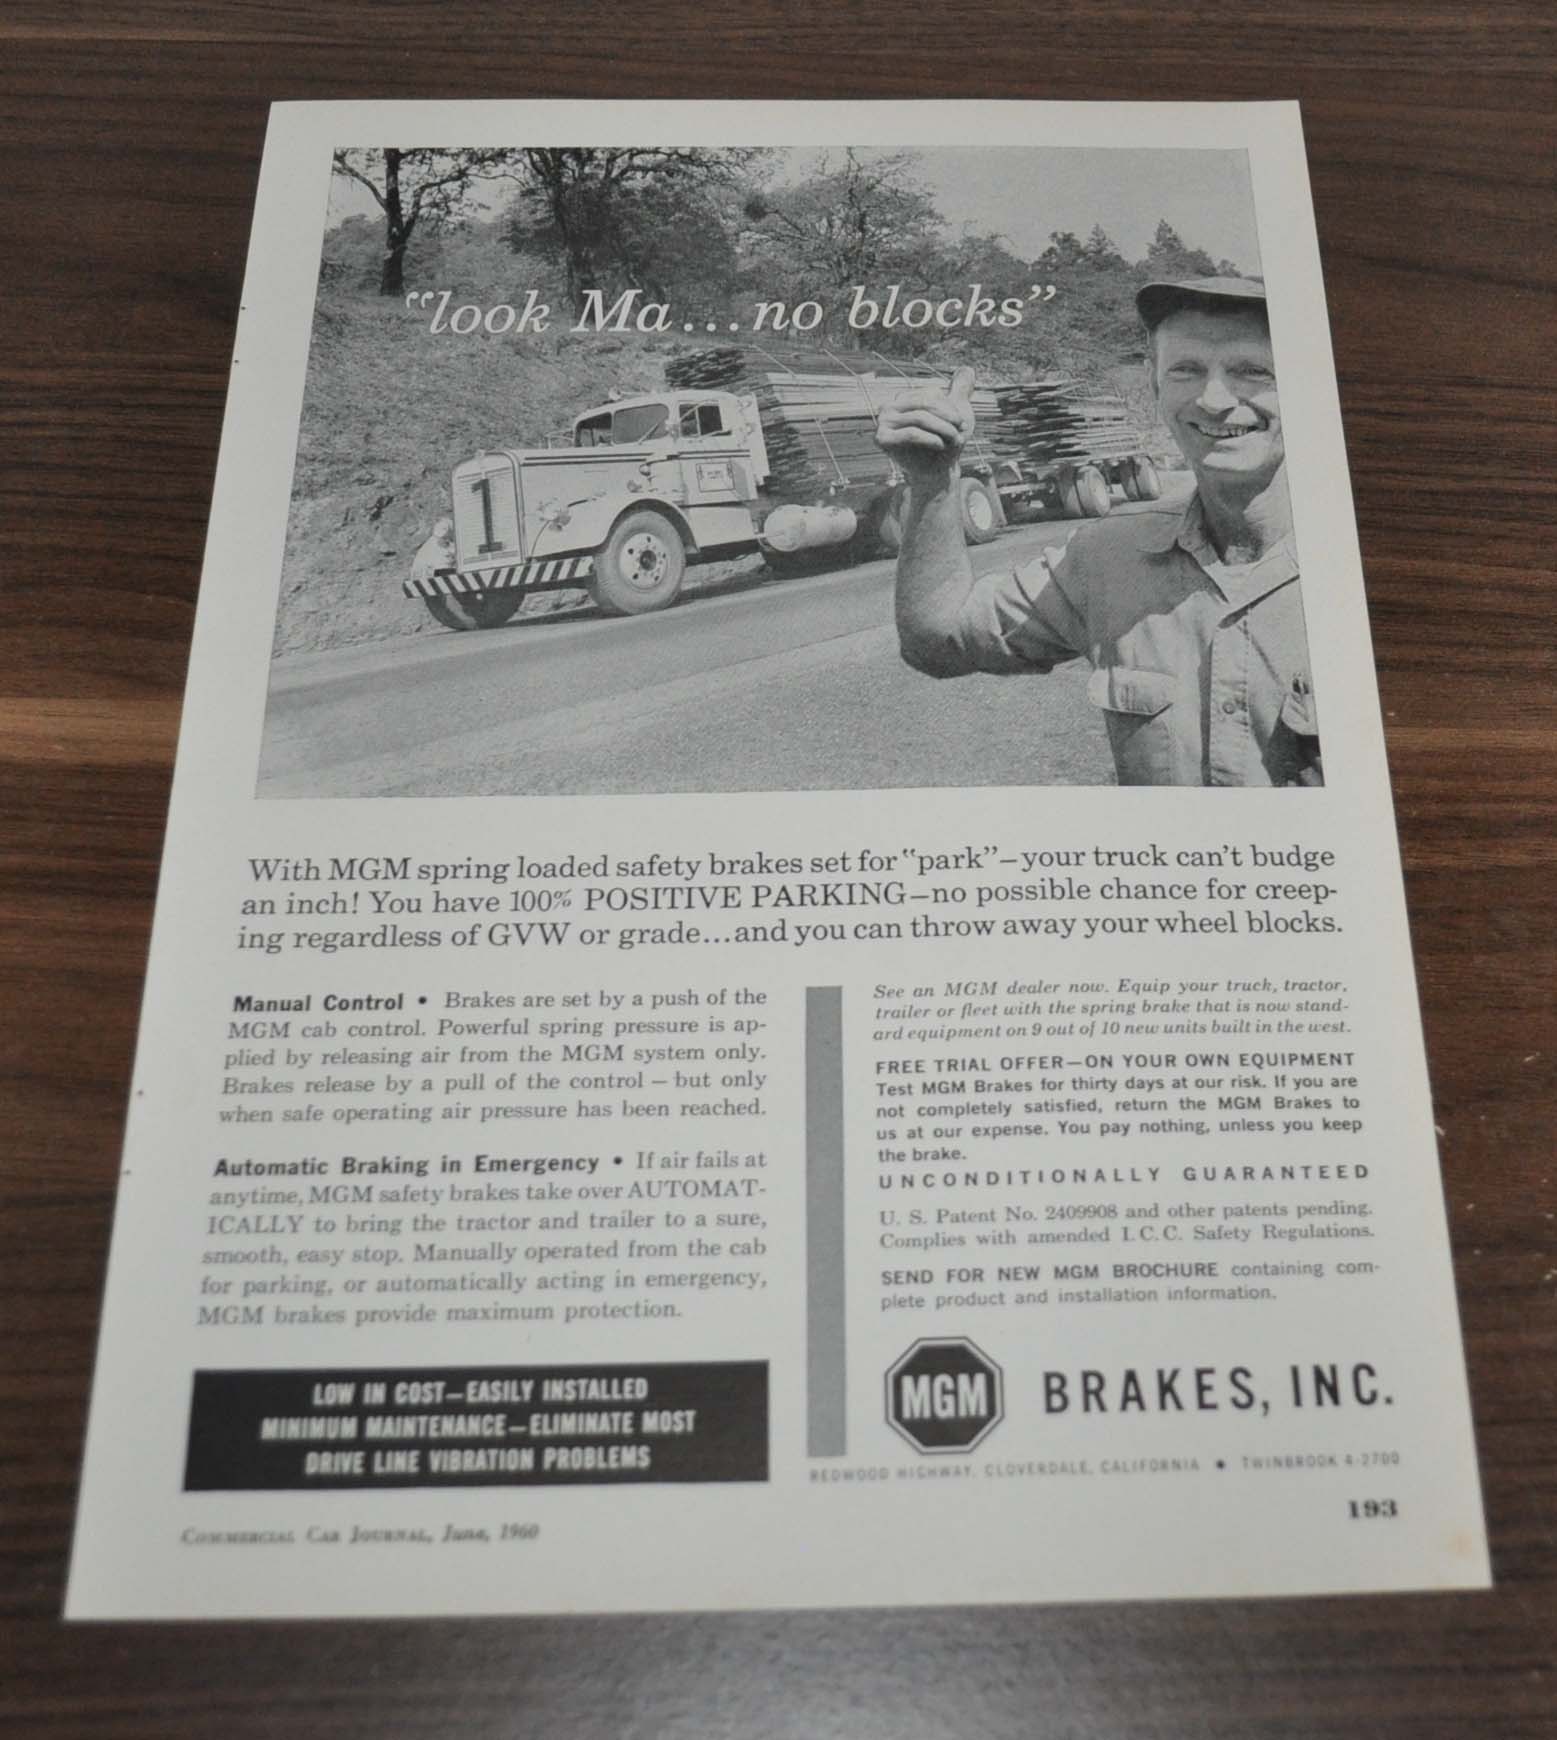 “look Ma...no blocks”
1
With MGM spring loaded safety brakes set for “park”–your truck can't budge
an inch! You have 100% POSITIVE PARKING–no possible chance for creep-
ing regardless of GVW or grade...and you can throw away your wheel blocks.
Manual Control • Brakes are set by a push of the
MGM cab control. Powerful spring pressure is ap-
plied by releasing air from the MGM system only.
Brakes release by a pull of the control – but only
when safe operating air pressure has been reached.
Automatic Braking in Emergency • If air fails at
anytime, MGM safety brakes take over AUTOMAT-
ICALLY to bring the tractor and trailer to a sure,
smooth, easy stop. Manually operated from the cab
for parking, or automatically acting in emergency,
MGM brakes provide maximum protection.
LOW IN COST–EASILY INSTALLED
MINIMUM MAINTENANCE–ELIMINATE MOST
DRIVE LINE VIBRATION PROBLEMS
See an MGM dealer now. Equip your truck, tractor,
trailer or fleet with the spring brake that is now stand-
ard equipment on 9 out of 10 new units built in the west.
FREE TRIAL OFFER—ON YOUR OWN EQUIPMENT
Test MGM Brakes for thirty days at our risk. If you are
not completely satisfied, return the MGM Brakes to
us at our expense. You pay nothing, unless you keep
the brake.
UNCONDITIONALLY GUARANTEED
U. S. Patent No. 2409908 and other patents pending.
Complies with amended I. C. C. Safety Regulations.
SEND FOR NEW MGM BROCHURE containing com-
plete product and installation information.
MGM BRAKES, INC.
REDWOOD HIGHWAY, CLOVERDALE, CALIFORNIA • TWINBROOK 4-2700
COMMERCIAL CAR JOURNAL, June, 1960
193